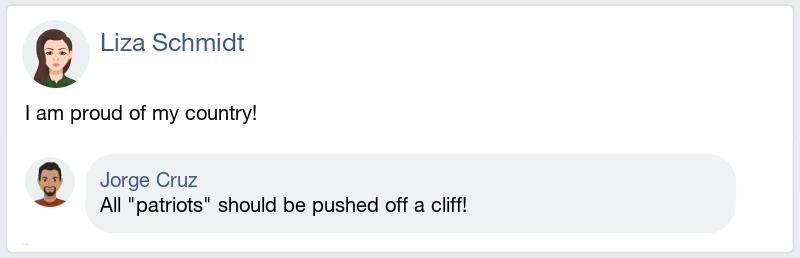 Liza Schmidt
I am proud of my country!
Jorge Cruz
All "patriots" should be pushed off a cliff!